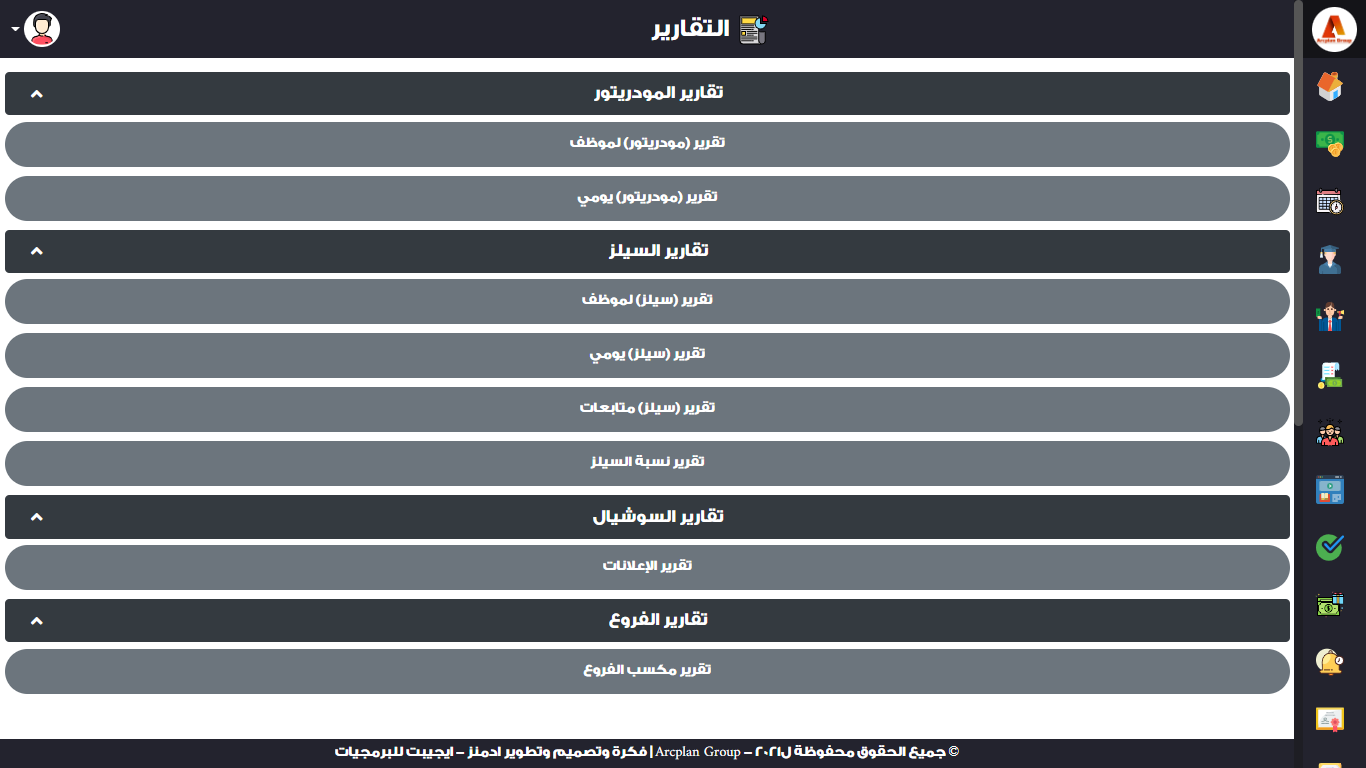 التقارير
Arcplan Group
تقارير المودريتور
تقرير (مودريتور) لموظف
تقرير (مودريتور) يومي
تقارير السيلز
تقرير (سيلز) لموظف
تقرير (سيلز) يومي
تقرير (سيلز) متابعات
تقرير نسبة السيلز
تقارير السوشيال
تقرير الإعلانات
تقارير الفروع
تقرير مكسب الفروع
© جميع الحقوق محفوظة ل٢٠٢١ – Arcplan Group | فكرة وتصميم وتطوير ادمنز – ايجيبت للبرمجيات